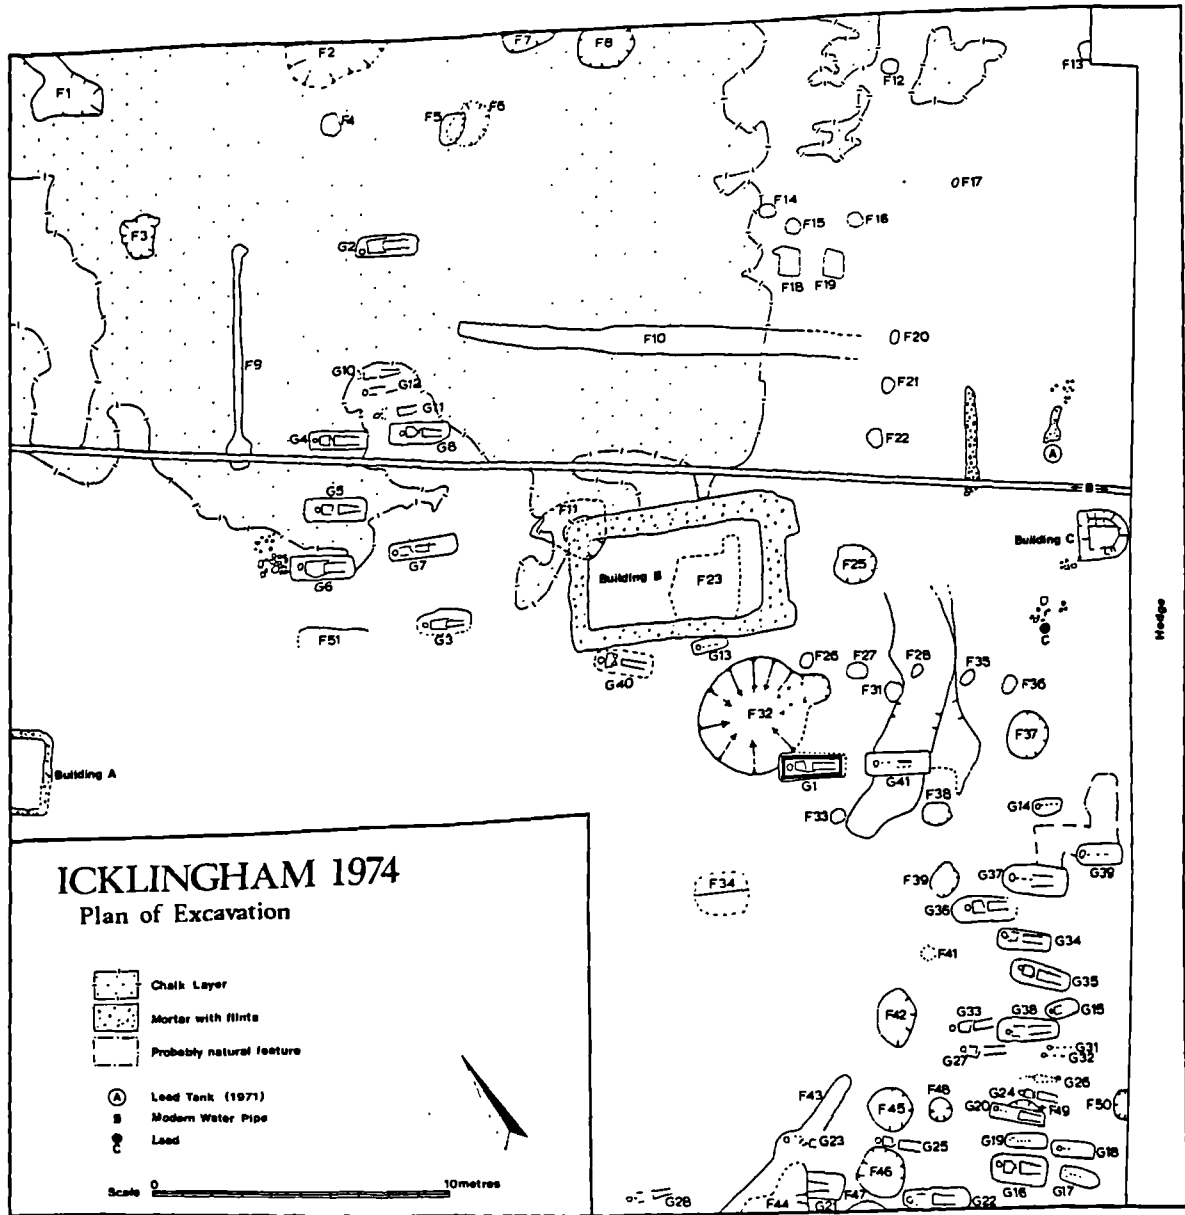 F1
F2
F7
F8
F12
F13
F4
F5
F6
F17
F3
G2
F14
F15
F16
F18
F19
F9
F10
F20
F21
F22
G10
G12
G11
G4
G8
A
B
G5
F11
Building C
G6
G7
Building B
F23
F25
C
Hedge
F51
G3
G40
G13
F26
F27
F28
F35
F36
F31
F32
F37
Building A
G1
G41
F33
F38
G14
G39
ICKLINGHAM 1974
Plan of Excavation
F34
F39
G37
G36
G34
F41
G35
Chalk Layer
Mortar with flints
Probably natural feature
F42
G33
G38
G15
G27
G31
G32
G26
A Lead Tank (1971)
B Modern Water Pipe
C Lead
F43
F45
F48
G24
G20
F49
F50
G23
G25
G19
G18
F46
G16
G17
Scale 0 10metres
G28
F44
G21
F47
G22